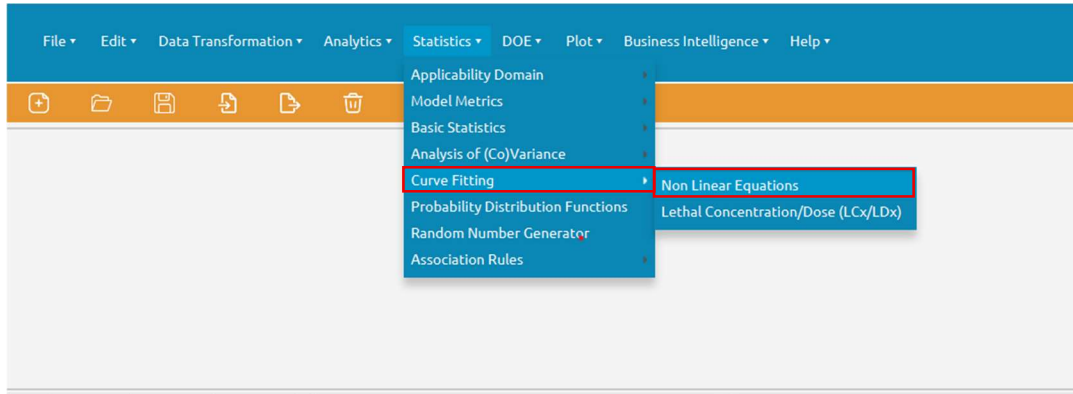 File Edit Data Transformation Analytics Statistics DOE Plot Business Intelligence Help
Applicability Domain
Model Metrics
Basic Statistics
Analysis of (Co)Variance
Curve Fitting
Non Linear Equations
Probability Distribution Functions
Lethal Concentration/Dose (LCx/LDx)
Random Number Generator
Association Rules